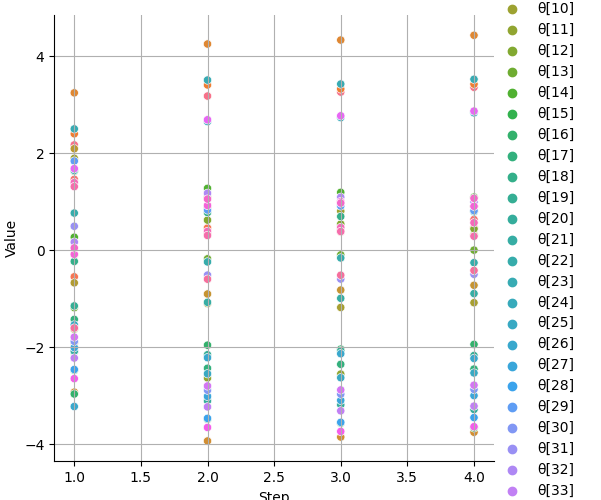 4
2
0
−2
−4
Value
1.0 1.5 2.0 2.5 3.0 3.5 4.0
Step
θ[10]
θ[11]
θ[12]
θ[13]
θ[14]
θ[15]
θ[16]
θ[17]
θ[18]
θ[19]
θ[20]
θ[21]
θ[22]
θ[23]
θ[24]
θ[25]
θ[26]
θ[27]
θ[28]
θ[29]
θ[30]
θ[31]
θ[32]
θ[33]